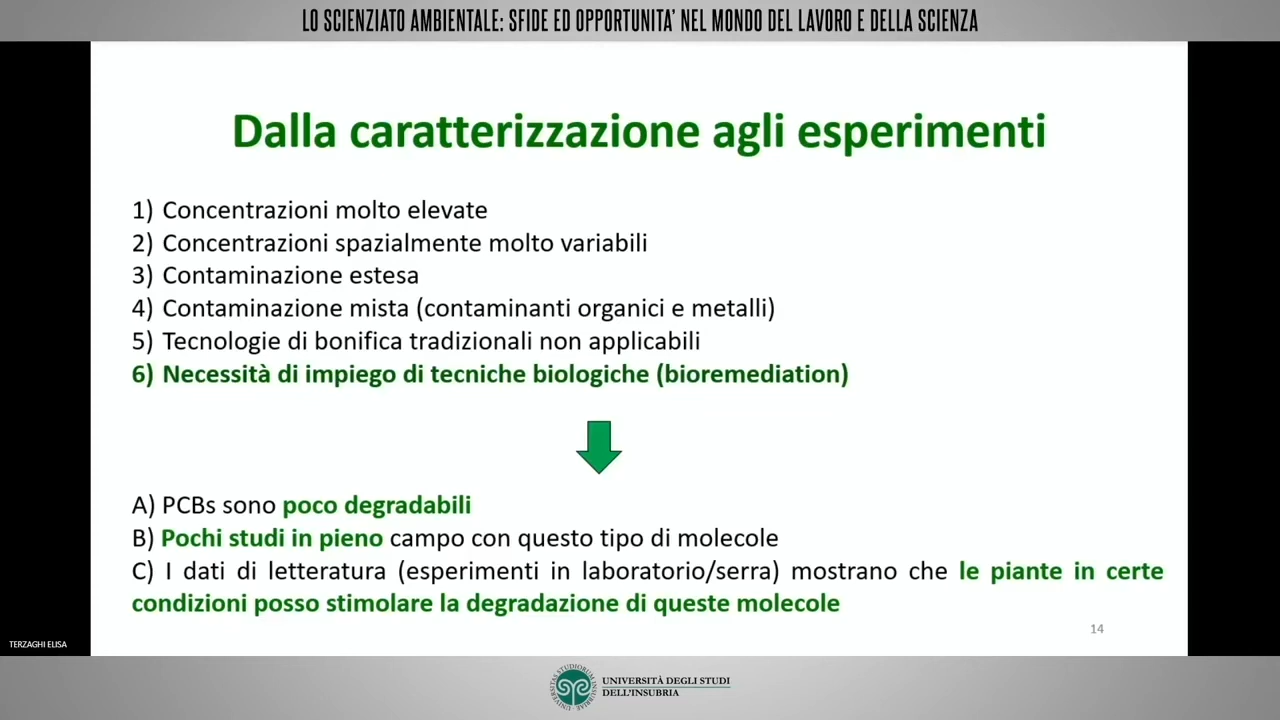 LO SCIENZIATO AMBIENTALE: SFIDE ED OPPORTUNITA' NEL MONDO DEL LAVORO E DELLA SCIENZA
Dalla caratterizzazione agli esperimenti
1) Concentrazioni molto elevate
2) Concentrazioni spazialmente molto variabili
3) Contaminazione estesa
4) Contaminazione mista (contaminanti organici e metalli)
5) Tecnologie di bonifica tradizionali non applicabili
6) Necessità di impiego di tecniche biologiche (bioremediation)
A) PCBs sono poco degradabili
B) Pochi studi in pieno campo con questo tipo di molecole
C) I dati di letteratura (esperimenti in laboratorio/serra) mostrano che le piante in certe
condizioni posso stimolare la degradazione di queste molecole
14
TERZAGHI ELISA
UNIVERSITÀ DEGLI STUDI
DELL'INSUBRIA